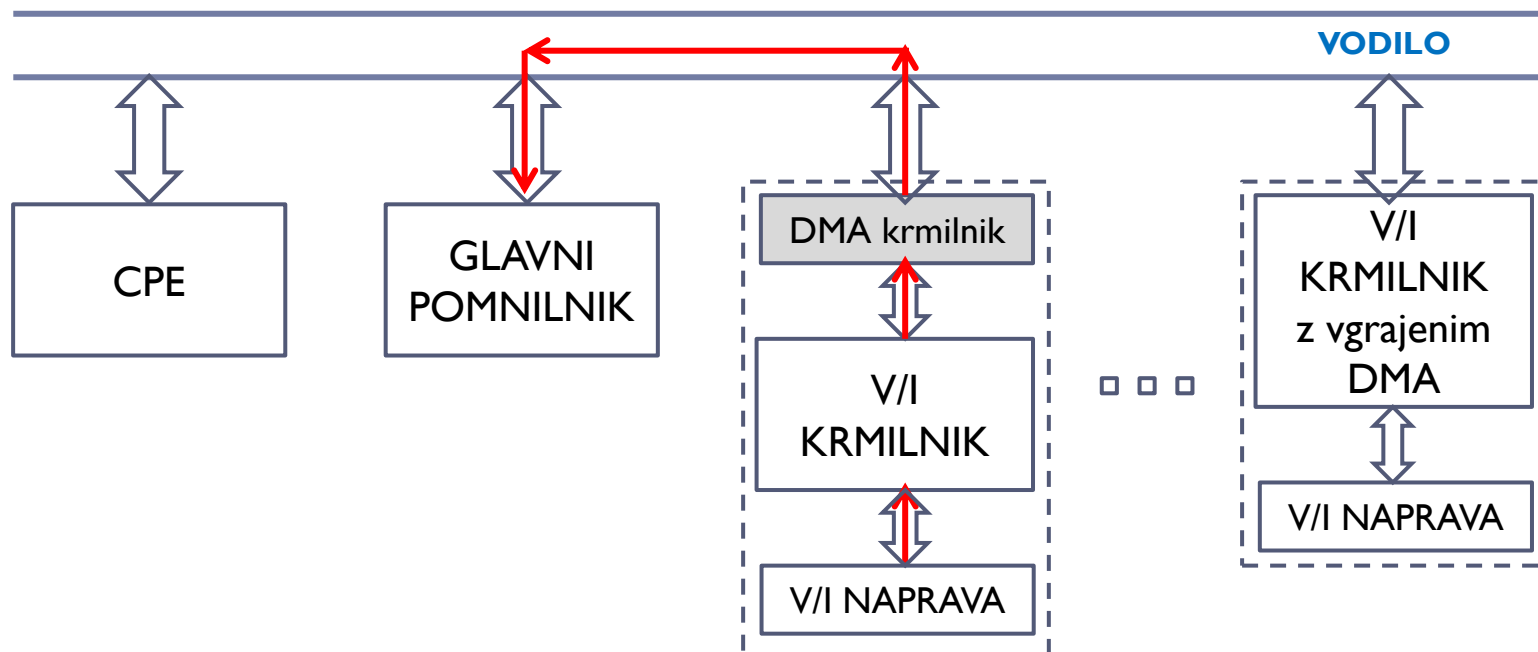 VODILO
CPE
GLAVNI
POMNILNIK
DMA krmilnik
V/I
KRMILNIK
V/I NAPRAVA
V/I
KRMILNIK
z vgrajenim
DMA
V/I NAPRAVA